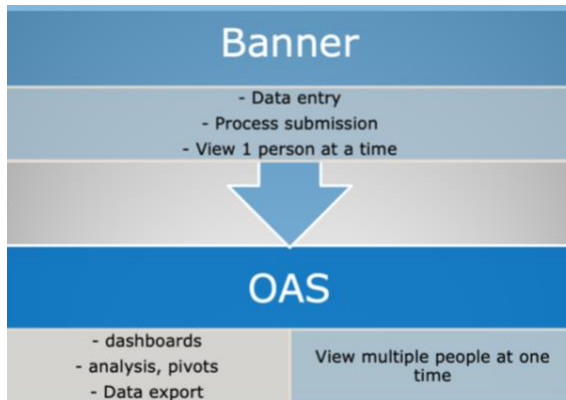 Banner
- Data entry
- Process submission
- View 1 person at a time
OAS
- dashboards
- analysis, pivots
- Data export
View multiple people at one
time